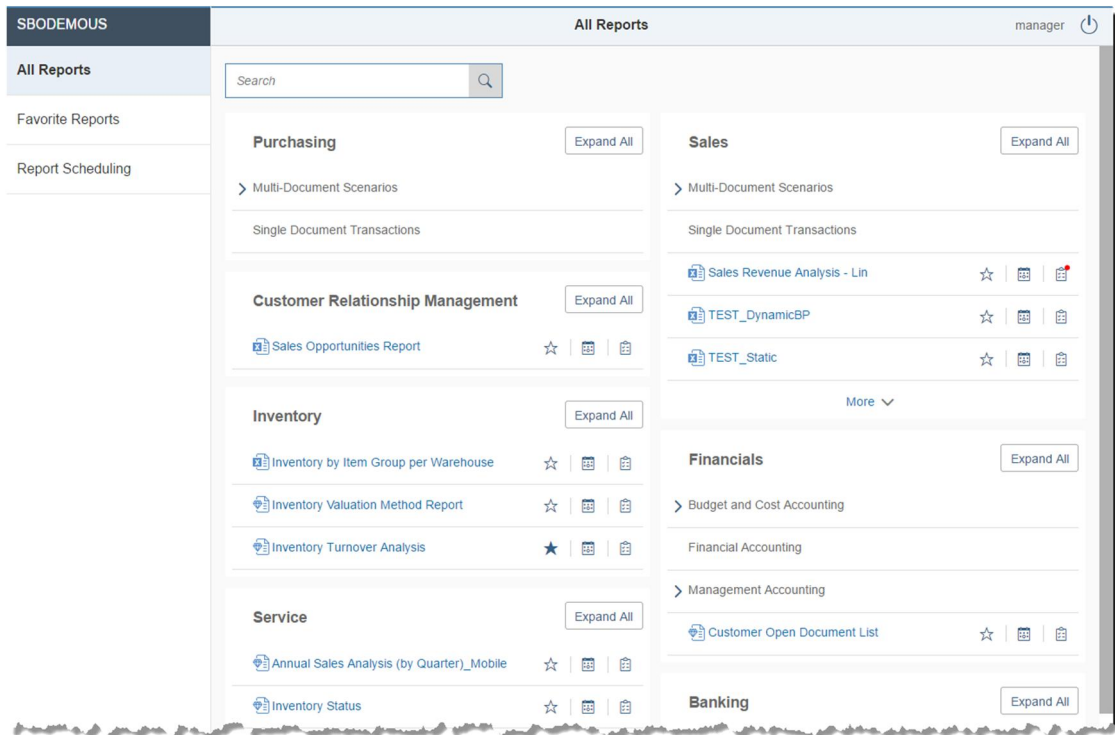 SBODEMOUS
All Reports
manager
All Reports
Favorite Reports
Report Scheduling
Search
Purchasing
Expand All
Multi-Document Scenarios
Single Document Transactions
Customer Relationship Management
Expand All
Sales Opportunities Report
Inventory
Expand All
Inventory by Item Group per Warehouse
Inventory Valuation Method Report
Inventory Turnover Analysis
Service
Expand All
Annual Sales Analysis (by Quarter)_Mobile
Inventory Status
Sales
Expand All
Multi-Document Scenarios
Single Document Transactions
Sales Revenue Analysis - Lin
TEST_DynamicBP
TEST_Static
More
Financials
Expand All
Budget and Cost Accounting
Financial Accounting
Management Accounting
Customer Open Document List
Banking
Expand All